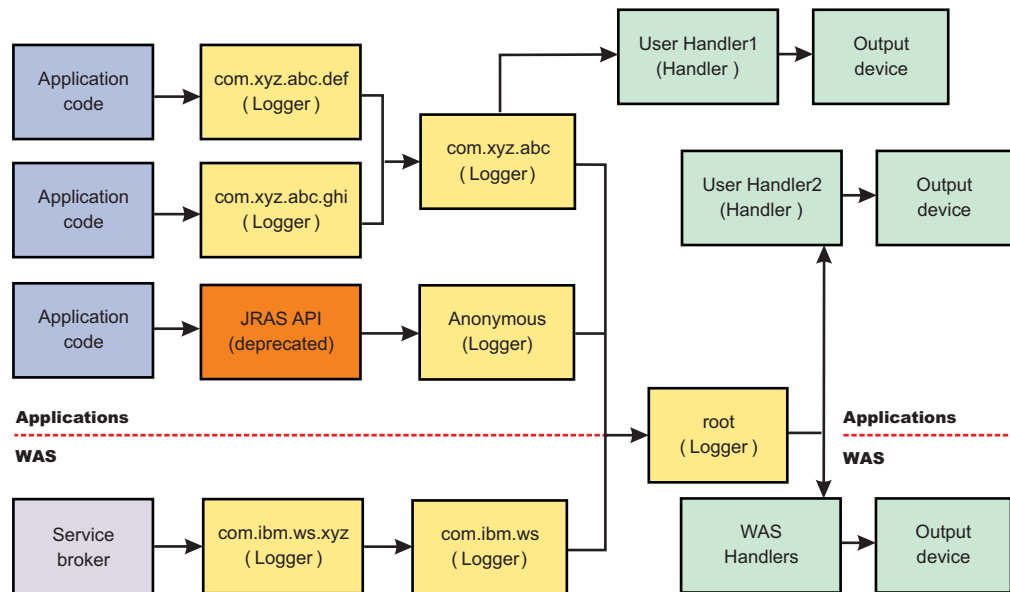 Application
code
com.xyz.abc.def
( Logger )
User Handler1
(Handler )
Output
device
com.xyz.abc
( Logger )
Application
code
com.xyz.abc.ghi
( Logger )
User Handler2
(Handler )
Output
device
Application
code
JRAS API
(deprecated)
Anonymous
(Logger)
Applications
WAS
root
( Logger )
Applications
WAS
Service
broker
com.ibm.ws.xyz
( Logger )
com.ibm.ws
( Logger )
WAS
Handlers
Output
device